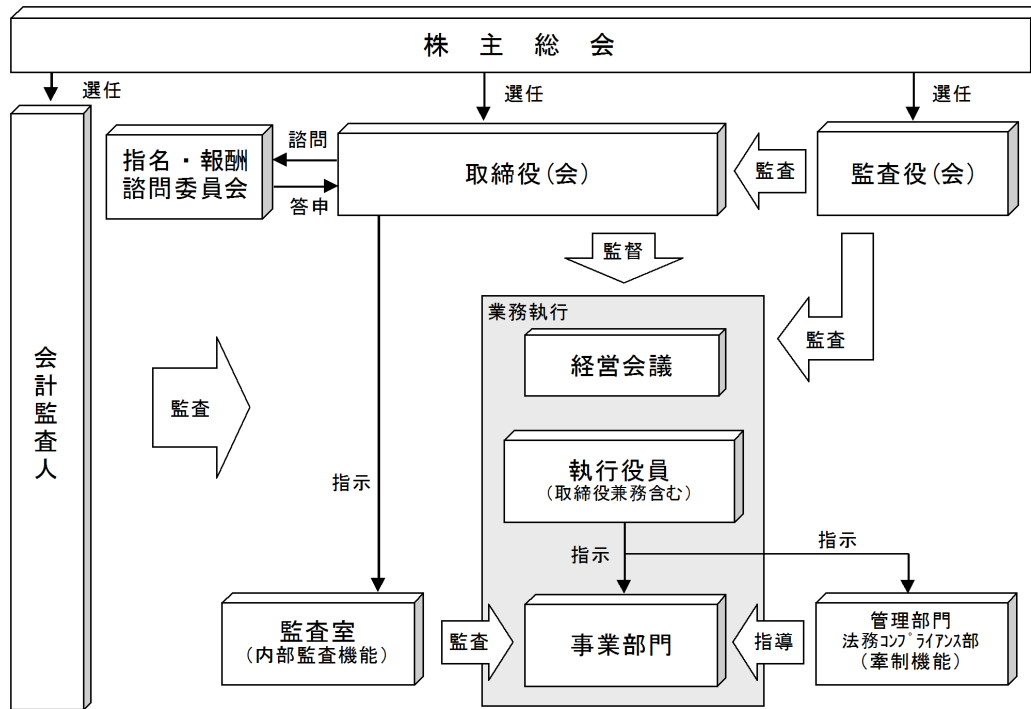 株主総会
選任
選任
選任
指名・報酬
諮問委員会
諮問
答申
取締役(会)
監査
監査役(会)
監督
業務執行
経営会議
監査
会計監査人
監査
執行役員
(取締役兼務含む)
指示
指示
指示
監査室
(内部監査機能)
監査
事業部門
指導
管理部門
法務ｺﾝﾌﾟﾗｲｱﾝｽ部
(牽制機能)